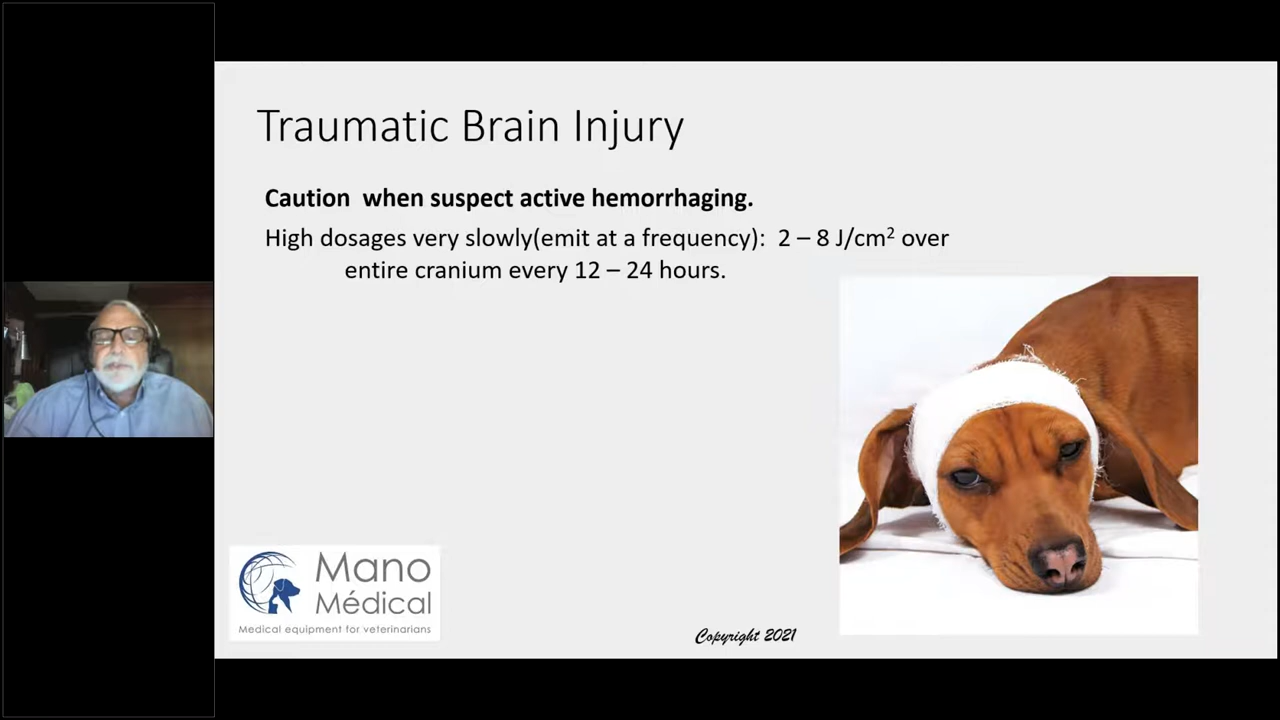 Traumatic Brain Injury
Caution  when suspect active hemorrhaging.
High dosages very slowly(emit at a frequency):  2 – 8 J/cm² over
entire cranium every 12 – 24 hours.
Mano
Médical
Medical equipment for veterinarians
Copyright 2021